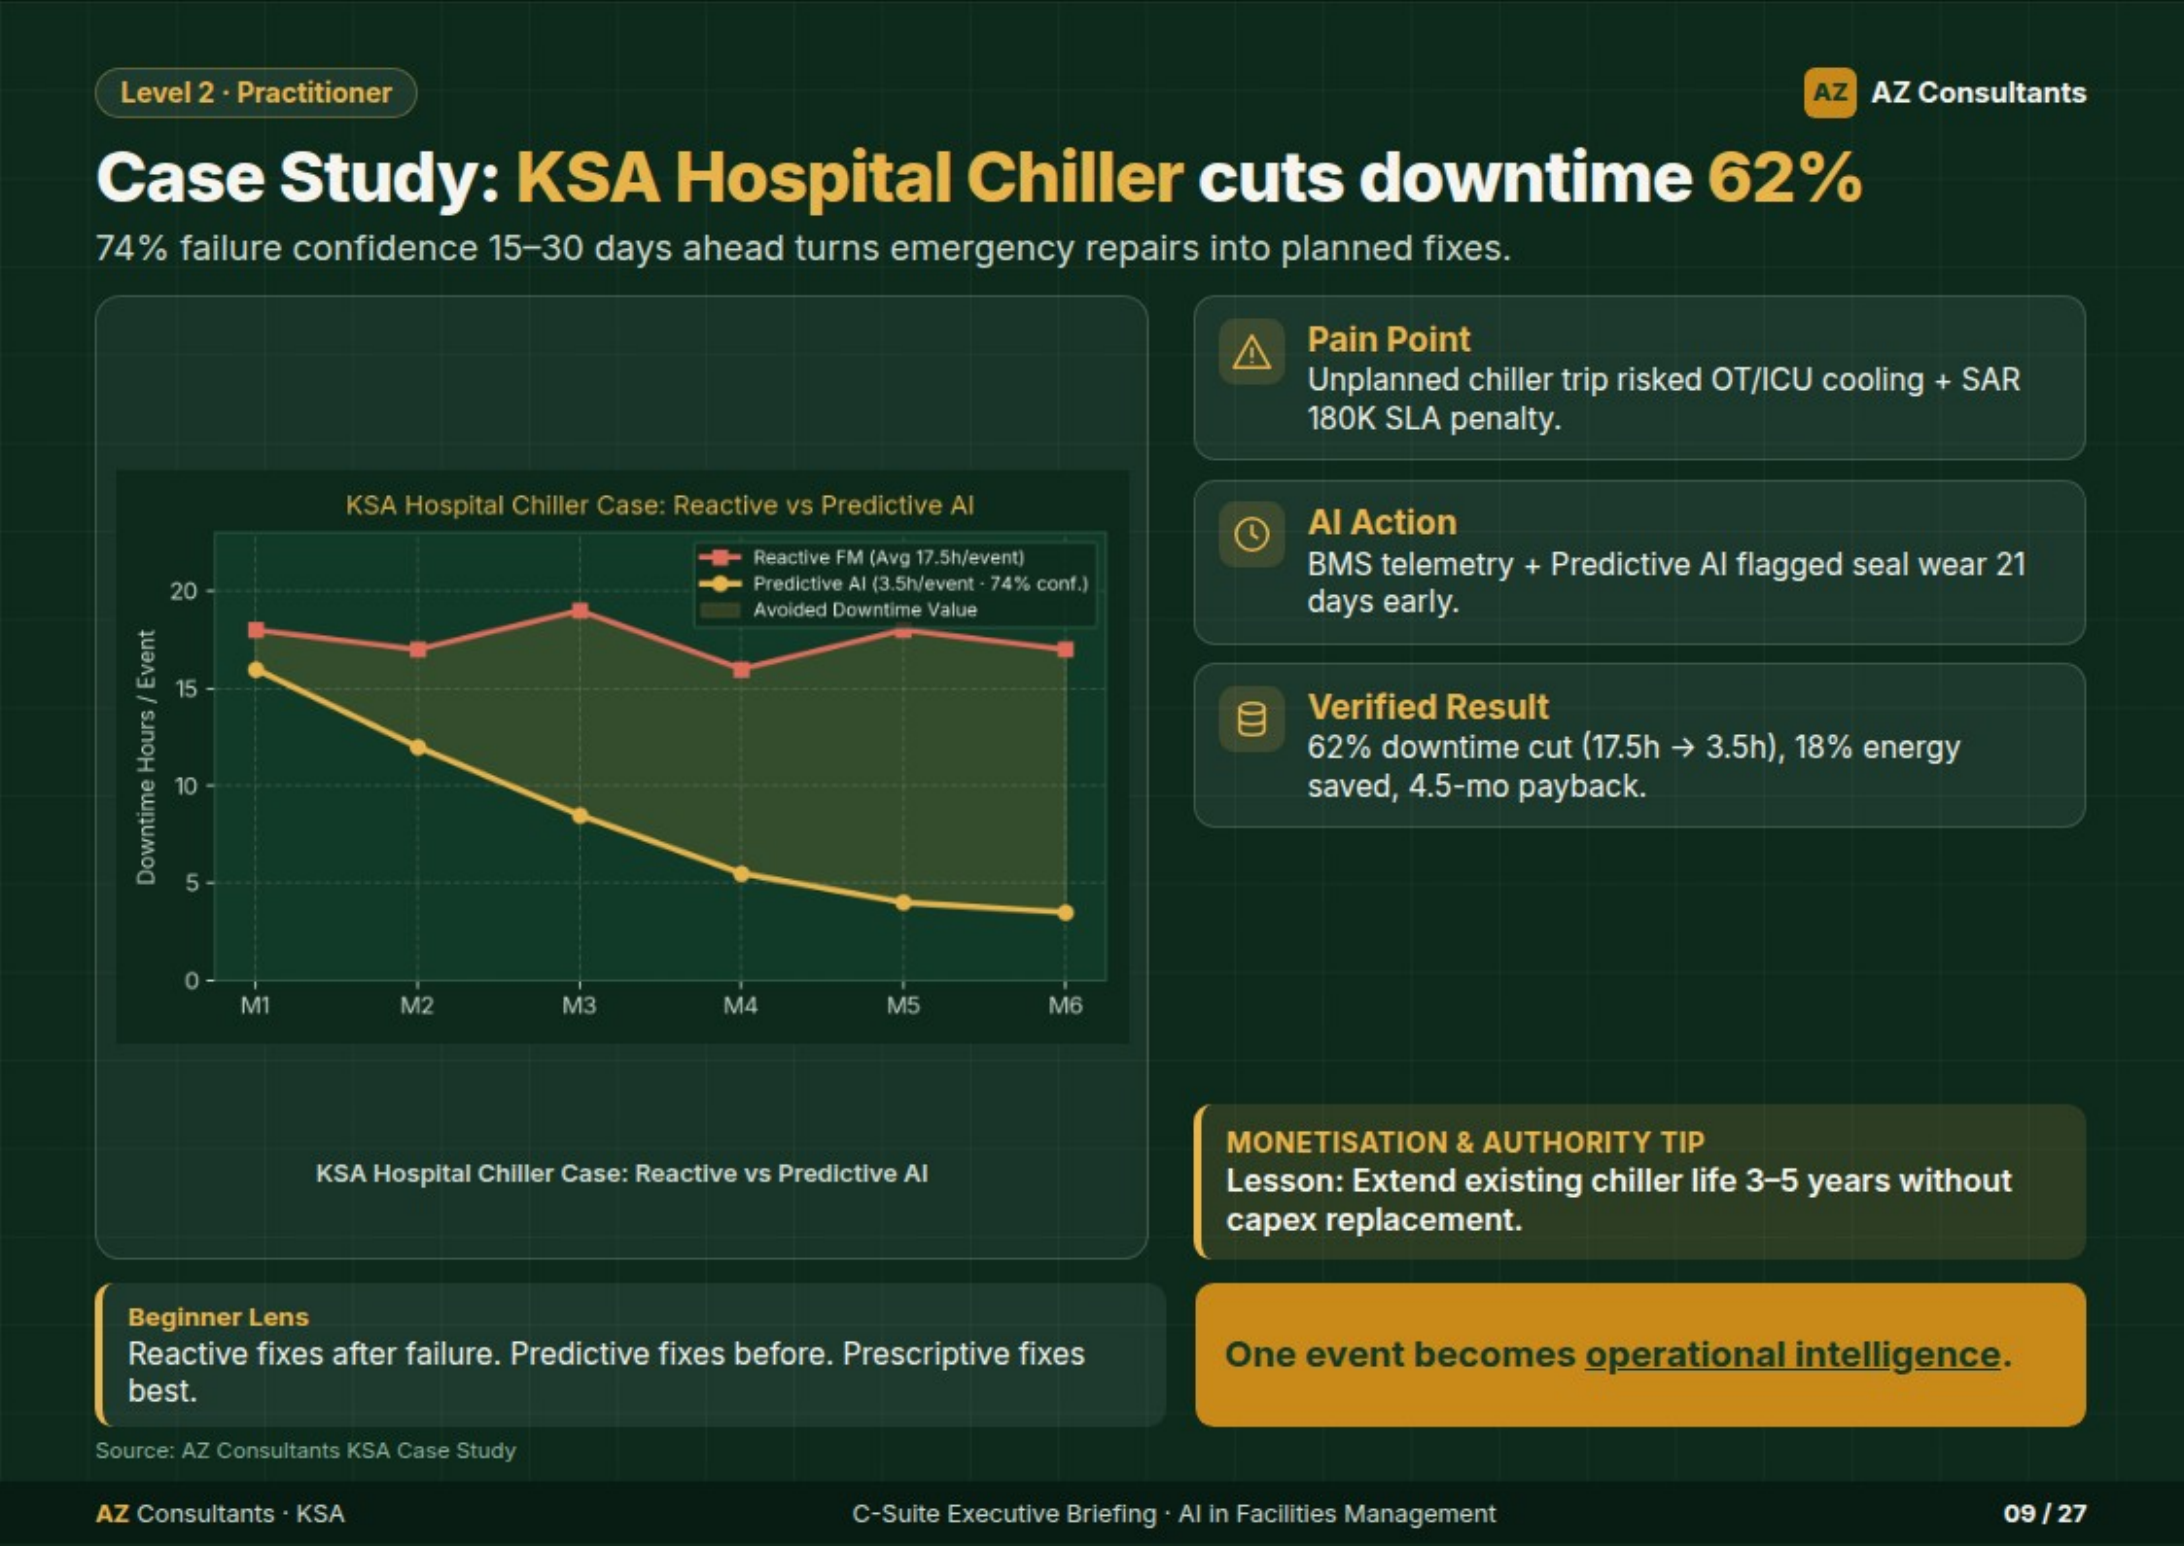 Level 2 · Practitioner
AZ AZ Consultants
Case Study: KSA Hospital Chiller cuts downtime 62%
74% failure confidence 15–30 days ahead turns emergency repairs into planned fixes.
KSA Hospital Chiller Case: Reactive vs Predictive AI
Reactive FM (Avg 17.5h/event)
Predictive AI (3.5h/event · 74% conf.)
Avoided Downtime Value
Downtime Hours / Event
20
15
10
5
0
M1 M2 M3 M4 M5 M6
KSA Hospital Chiller Case: Reactive vs Predictive AI
Pain Point
Unplanned chiller trip risked OT/ICU cooling + SAR
180K SLA penalty.
AI Action
BMS telemetry + Predictive AI flagged seal wear 21
days early.
Verified Result
62% downtime cut (17.5h → 3.5h), 18% energy
saved, 4.5-mo payback.
MONETISATION & AUTHORITY TIP
Lesson: Extend existing chiller life 3–5 years without
capex replacement.
Beginner Lens
Reactive fixes after failure. Predictive fixes before. Prescriptive fixes
best.
One event becomes operational intelligence.
Source: AZ Consultants KSA Case Study
AZ Consultants · KSA
C-Suite Executive Briefing · AI in Facilities Management
09 / 27